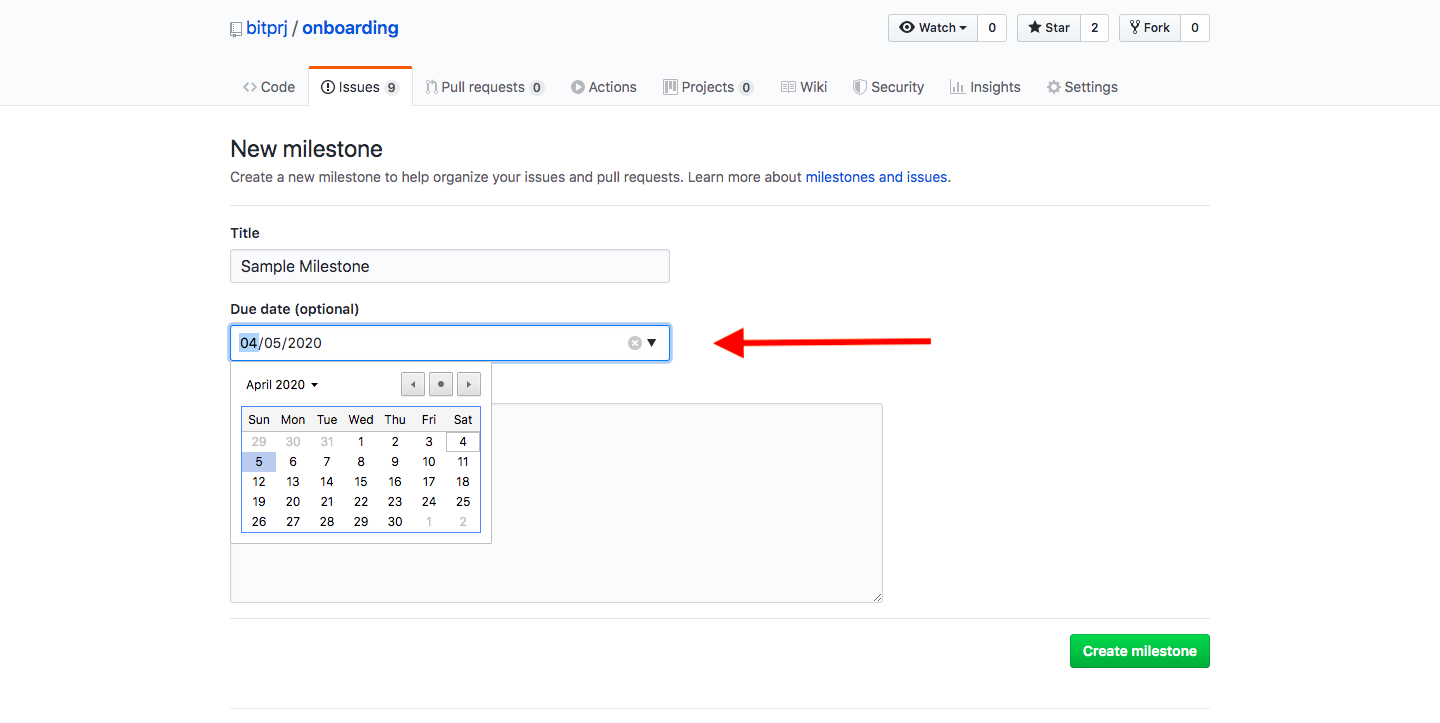 bitprj / onboarding
Watch 0 Star 2 Fork 0
Code Issues 9 Pull requests 0 Actions Projects 0 Wiki Security Insights Settings
New milestone
Create a new milestone to help organize your issues and pull requests. Learn more about milestones and issues.
Title
Sample Milestone
Due date (optional)
04/05/2020
April 2020
Sun Mon Tue Wed Thu Fri Sat
29 30 31 1 2 3 4
5 6 7 8 9 10 11
12 13 14 15 16 17 18
19 20 21 22 23 24 25
26 27 28 29 30 1 2
Create milestone